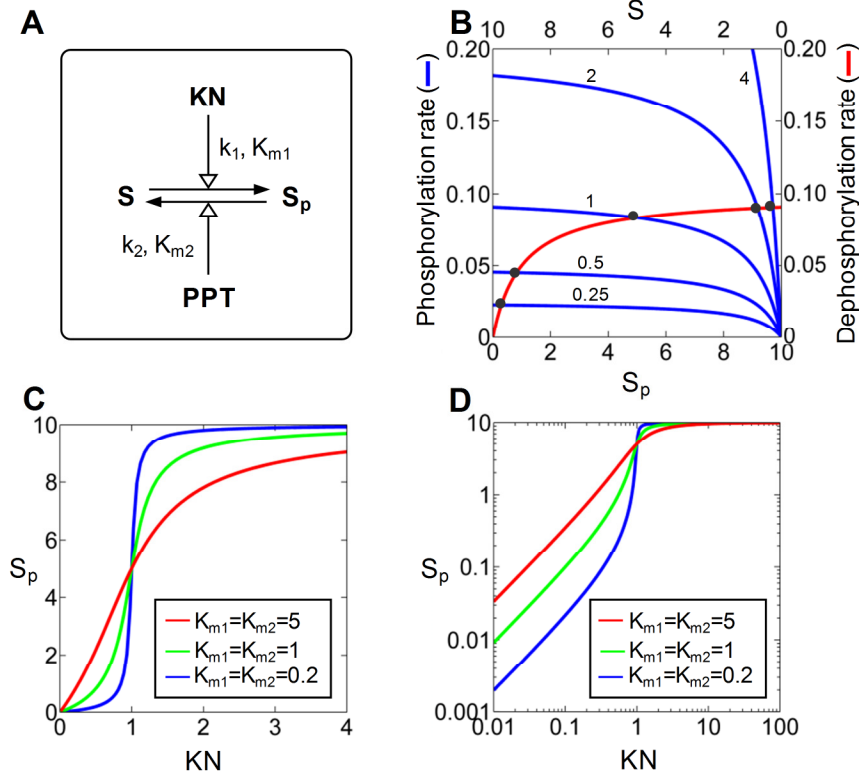 A
KN
k1, Km1
S
Sp
k2, Km2
PPT
B
S
10 8 6 4 2 0
Phosphorylation rate (
0.20
0.15
0.10
0.05
0
2
4
1
0.5
0.25
0.20
0.15
0.10
0.05
0
Dephosphorylation rate (
)
0 2 4 6 8 10
Sp
C
10
8
6
4
2
0
Sp
Km1=Km2=5
Km1=Km2=1
Km1=Km2=0.2
0 1 2 3 4
KN
D
10
1
0.1
0.01
0.001
Sp
Km1=Km2=5
Km1=Km2=1
Km1=Km2=0.2
0.01 0.1 1 10 100
KN